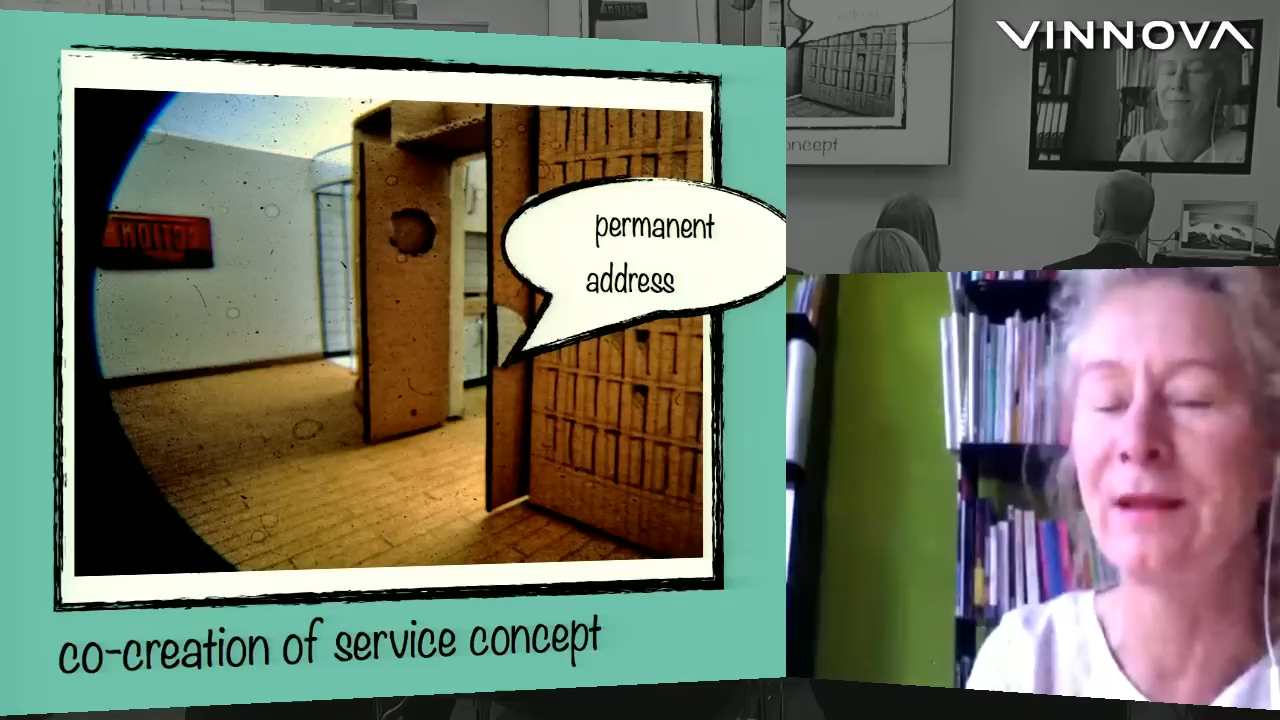 VINNOVA
permanent
address
co-creation of service concept
oncept